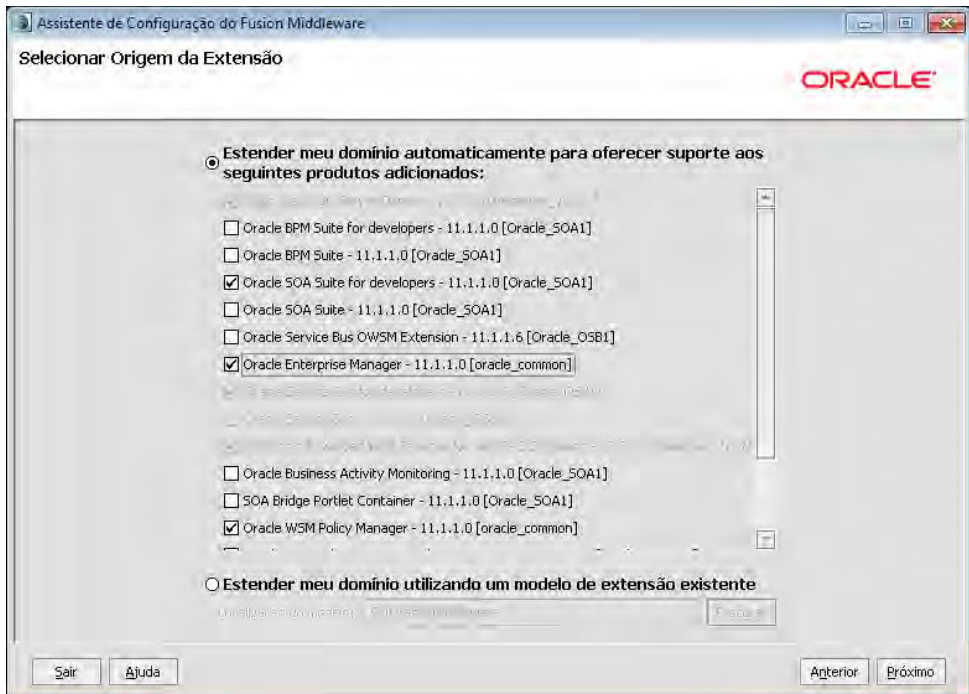 Assistente de Configuração do Fusion Middleware
Selecionar Origem da Extensão
ORACLE
Estender meu domínio automaticamente para oferecer suporte aos
seguintes produtos adicionados:
Oracle BPM Suite for developers - 11.1.1.0 [Oracle_SOA1]
Oracle BPM Suite - 11.1.1.0 [Oracle_SOA1]
Oracle SOA Suite for developers - 11.1.1.0 [Oracle_SOA1]
Oracle SOA Suite - 11.1.1.0 [Oracle_SOA1]
Oracle Service Bus OWSM Extension - 11.1.1.6 [Oracle_OSB1]
Oracle Enterprise Manager - 11.1.1.0 [oracle_common]
Oracle Business Activity Monitoring - 11.1.1.0 [Oracle_SOA1]
SOA Bridge Portlet Container - 11.1.1.0 [Oracle_SOA1]
Oracle WSM Policy Manager - 11.1.1.0 [oracle_common]
Estender meu domínio utilizando um modelo de extensão existente
Sair Ajuda Anterior Próximo